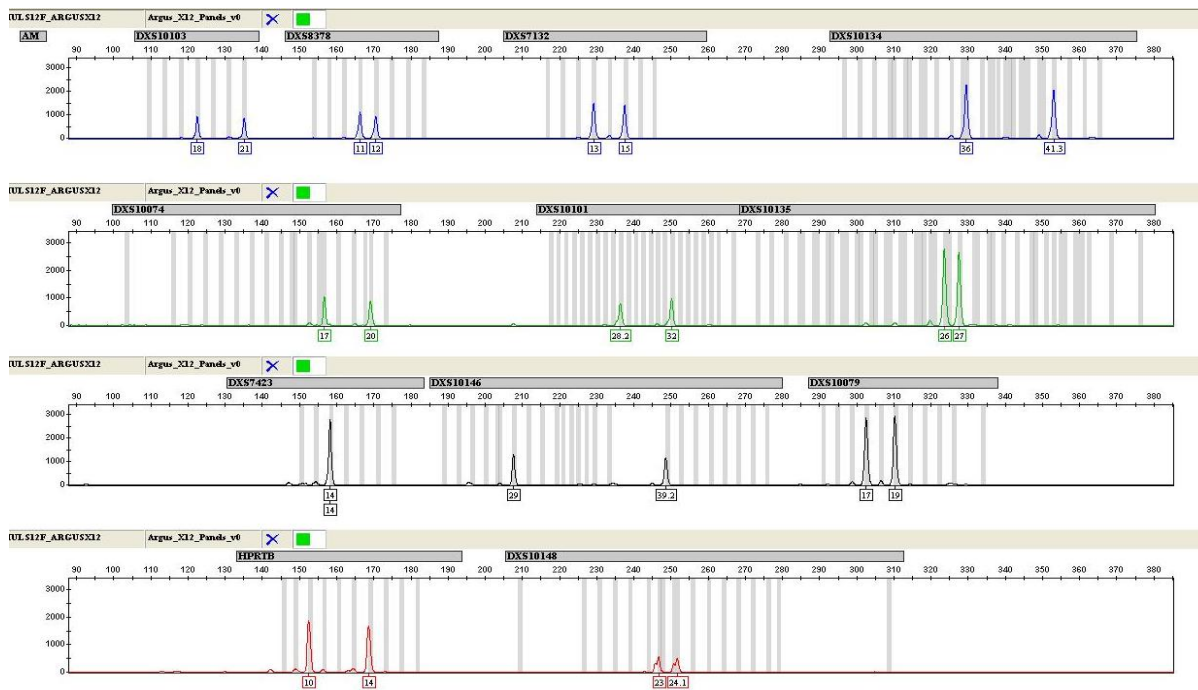 ULS12F_ARGUSX12 Argus_X12_Panels_v0
AM DXS10103 DXS8378 DXS7132 DXS10134
90 100 110 120 130 140 150 160 170 180 190 200 210 220 230 240 250 260 270 280 290 300 310 320 330 340 350 360 370 380
3000
2000
1000
0
18 21 11 12 13 15 36 41.3
ULS12F_ARGUSX12 Argus_X12_Panels_v0
DXS10074 DXS10101 DXS10135
90 100 110 120 130 140 150 160 170 180 190 200 210 220 230 240 250 260 270 280 290 300 310 320 330 340 350 360 370 380
3000
2000
1000
0
17 20 28.2 32 26 27
ULS12F_ARGUSX12 Argus_X12_Panels_v0
DXS7423 DXS10146 DXS10079
90 100 110 120 130 140 150 160 170 180 190 200 210 220 230 240 250 260 270 280 290 300 310 320 330 340 350 360 370 380
3000
2000
1000
0
14 29 39.2 17 19
14
ULS12F_ARGUSX12 Argus_X12_Panels_v0
HPRTB DXS10148
90 100 110 120 130 140 150 160 170 180 190 200 210 220 230 240 250 260 270 280 290 300 310 320 330 340 350 360 370 380
3000
2000
1000
0
10 14 23 24.1